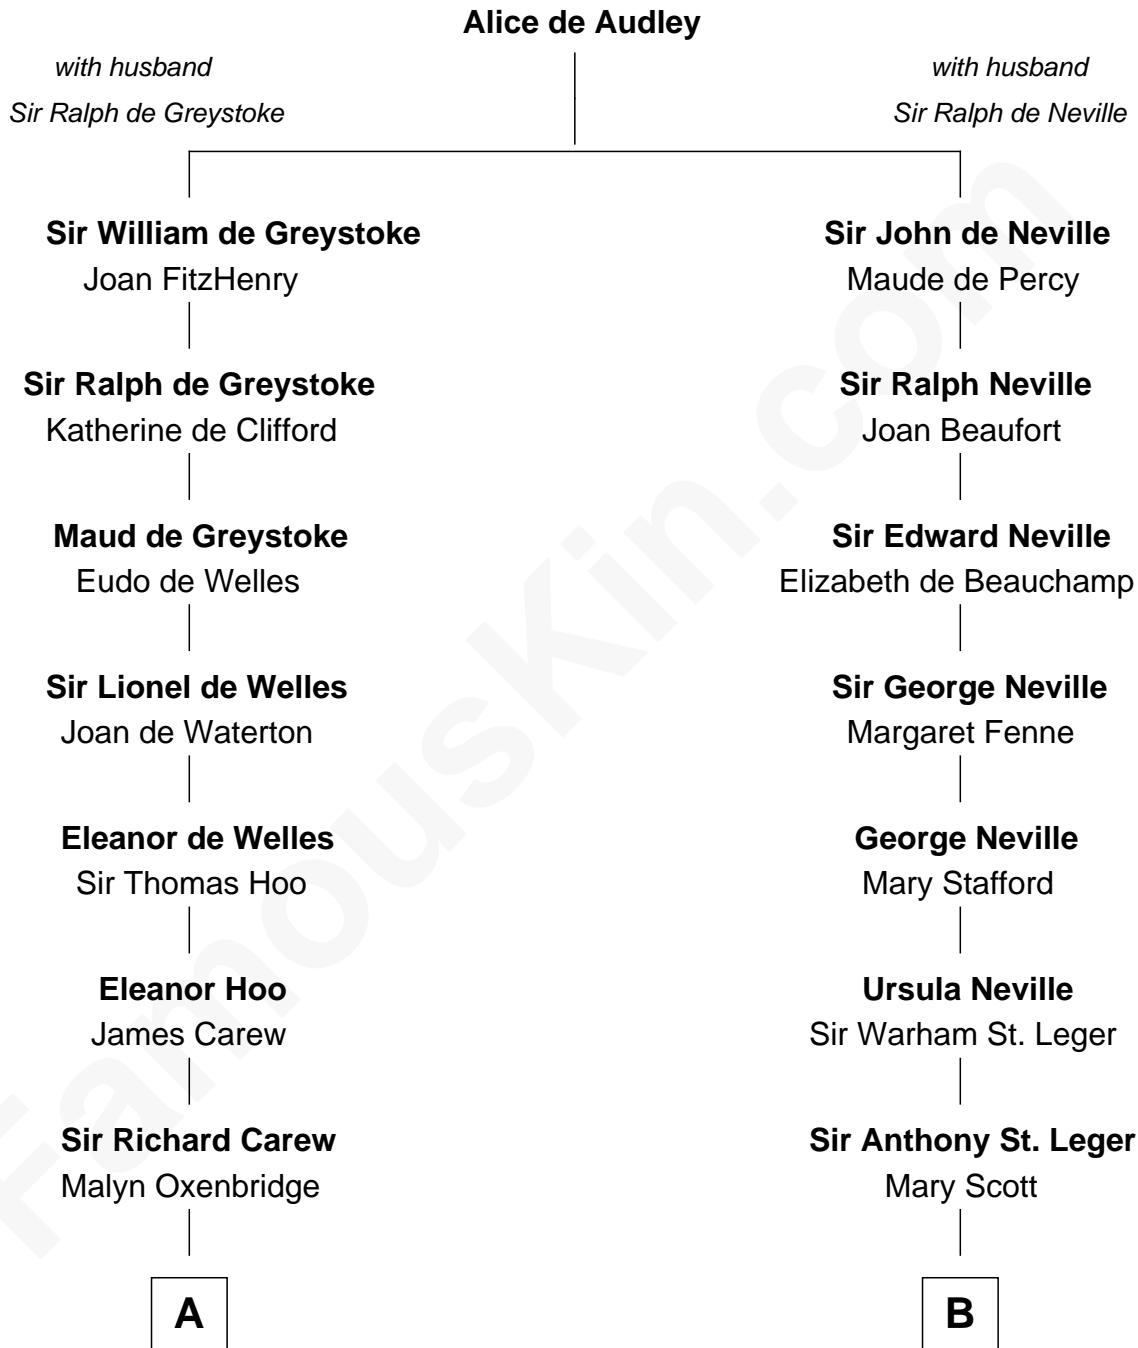 Alice de Audley
with husband
Sir Ralph de Greystoke
with husband
Sir Ralph de Neville
Sir William de Greystoke
Joan FitzHenry
Sir John de Neville
Maude de Percy
Sir Ralph de Greystoke
Katherine de Clifford
Sir Ralph Neville
Joan Beaufort
Maud de Greystoke
Eudo de Welles
Sir Edward Neville
Elizabeth de Beauchamp
Sir Lionel de Welles
Joan de Waterton
Sir George Neville
Margaret Fenne
Eleanor de Welles
Sir Thomas Hoo
George Neville
Mary Stafford
Eleanor Hoo
James Carew
Ursula Neville
Sir Warham St. Leger
Sir Richard Carew
Malyn Oxenbridge
Sir Anthony St. Leger
Mary Scott
A
B
FamousKin.com